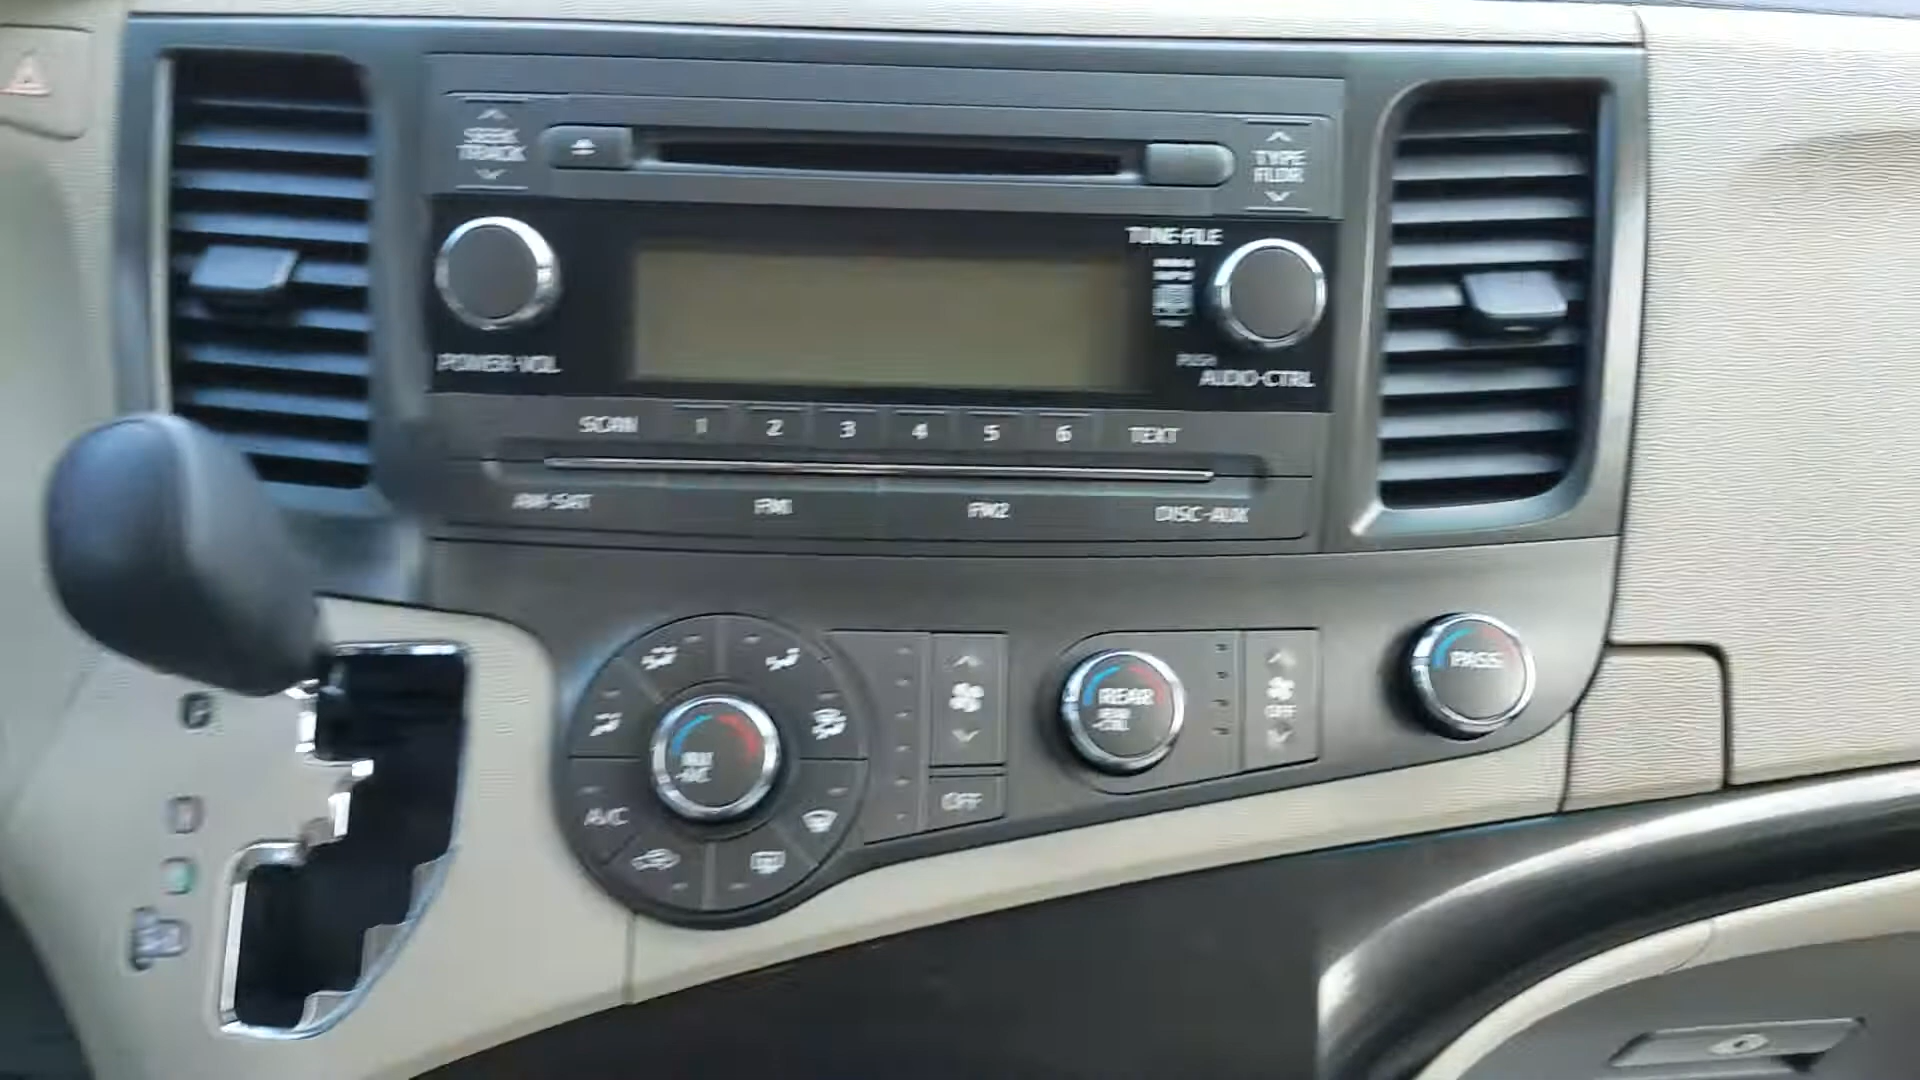 SEEK
TRACK
TYPE
FLDR
TUNE·FILE
POWER·VOL
PUSH
AUDIO·CTRL
SCAN
1
2
3
4
5
6
TEXT
AM·SAT
FM1
FM2
DISC·AUX
REAR
OFF
PASS
A/C
OFF